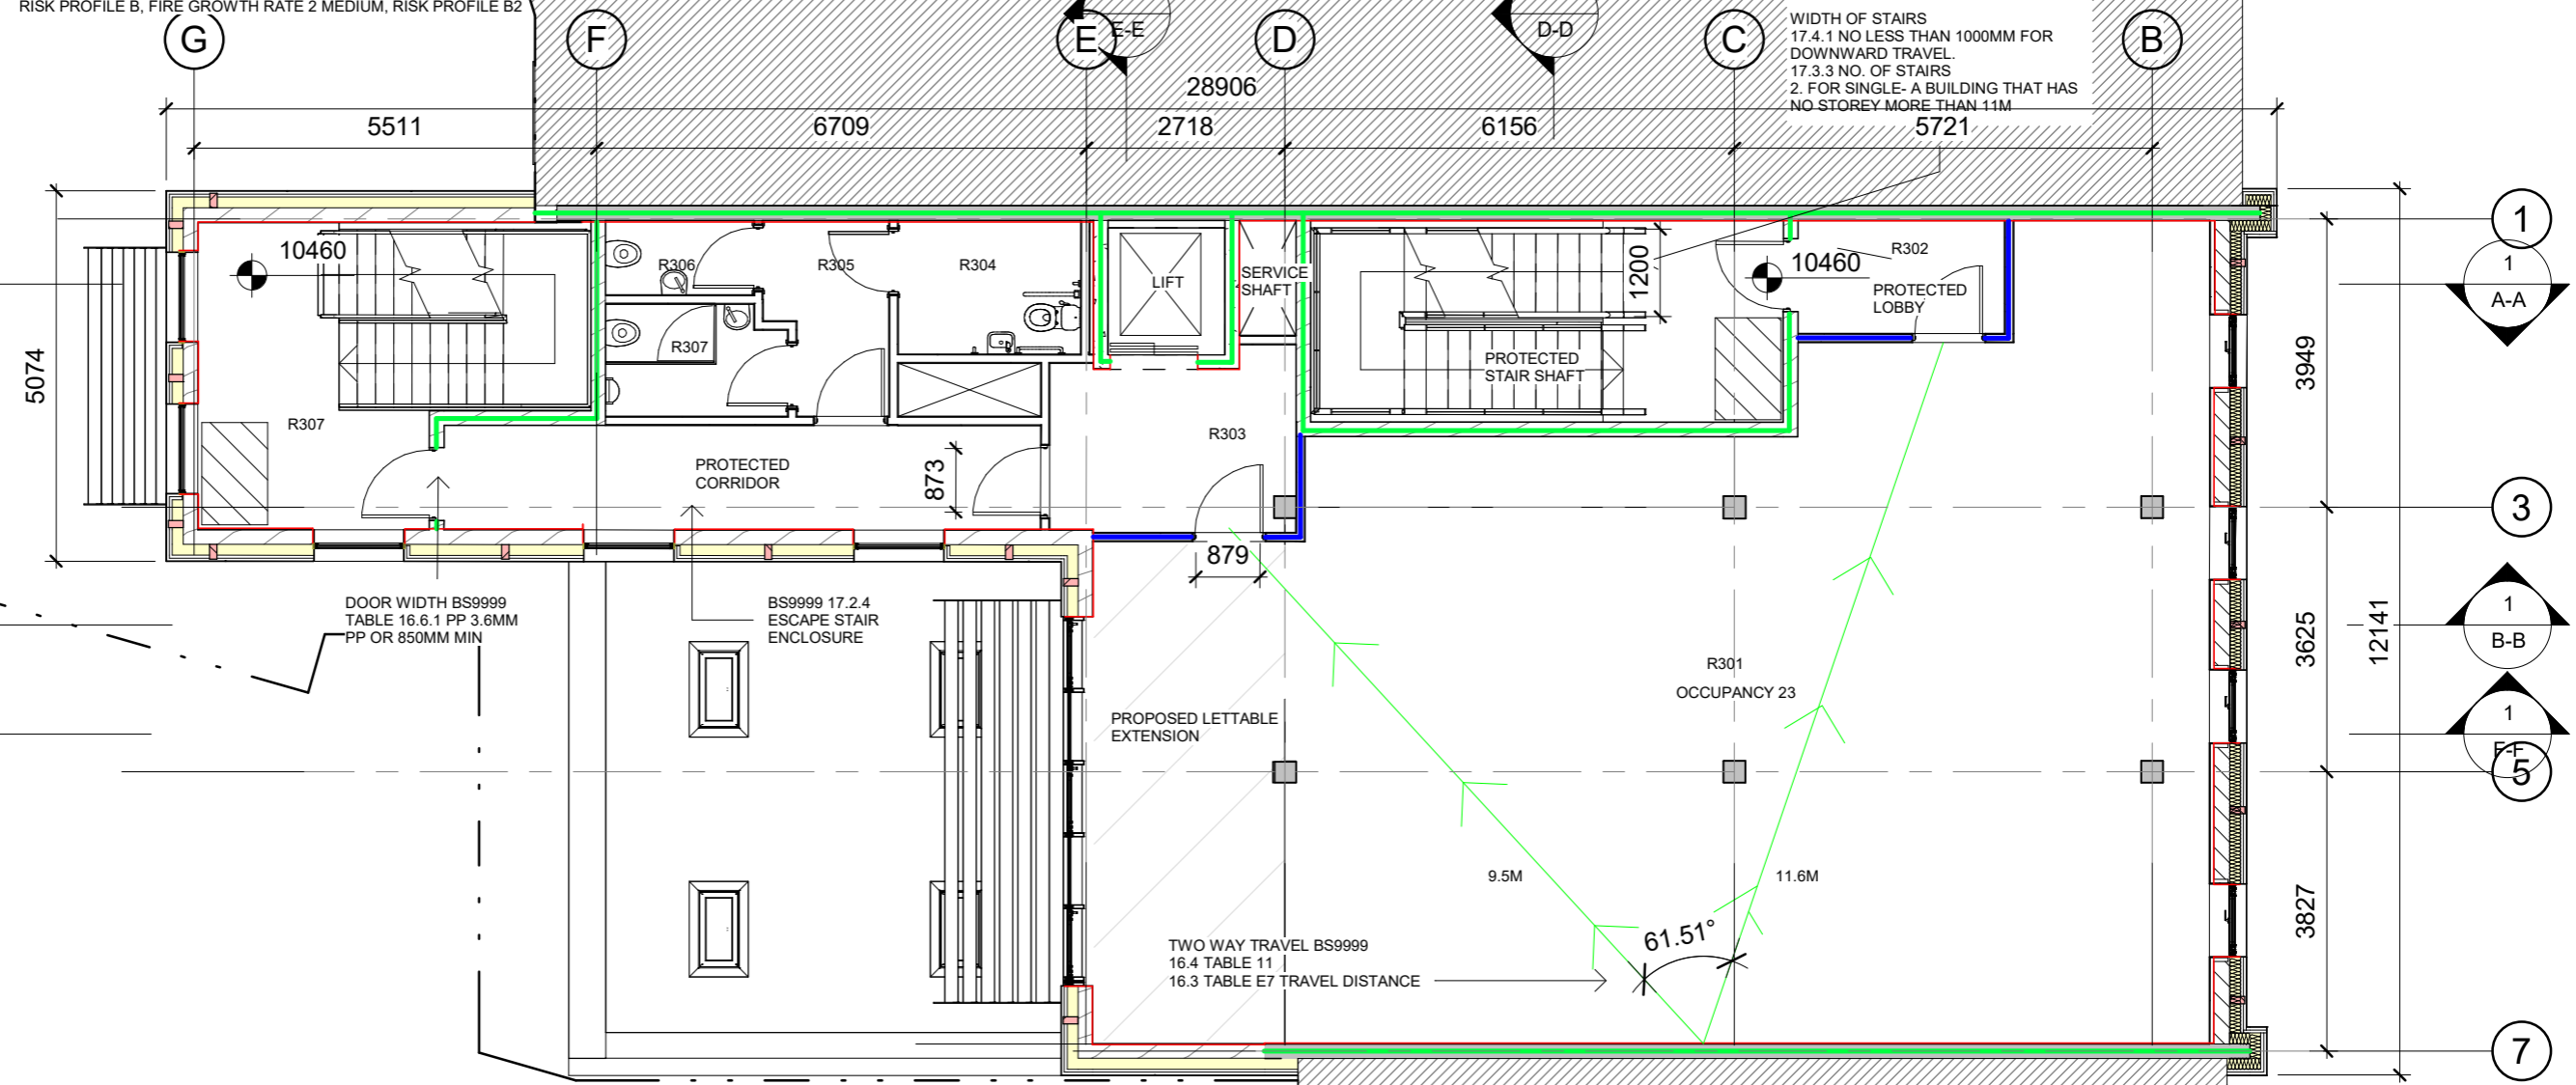 RISK PROFILE B, FIRE GROWTH RATE 2 MEDIUM, RISK PROFILE B2
G
F
E
E-E
D
D-D
C
B
WIDTH OF STAIRS
17.4.1 NO LESS THAN 1000MM FOR
DOWNWARD TRAVEL.
17.3.3 NO. OF STAIRS
2. FOR SINGLE- A BUILDING THAT HAS
NO STOREY MORE THAN 11M
28906
5511
6709
2718
6156
5721
5074
10460
R306
R305
R304
LIFT
SERVICE
SHAFT
1200
10460
R302
PROTECTED
LOBBY
1
1
A-A
R307
R307
PROTECTED
STAIR SHAFT
3949
R303
PROTECTED
CORRIDOR
873
3
879
DOOR WIDTH BS9999
TABLE 16.6.1 PP 3.6MM
PP OR 850MM MIN
BS9999 17.2.4
ESCAPE STAIR
ENCLOSURE
3625
12141
1
B-B
R301
OCCUPANCY 23
PROPOSED LETTABLE
EXTENSION
1
5
9.5M
11.6M
3827
61.51°
TWO WAY TRAVEL BS9999
16.4 TABLE 11
16.3 TABLE E7 TRAVEL DISTANCE
7